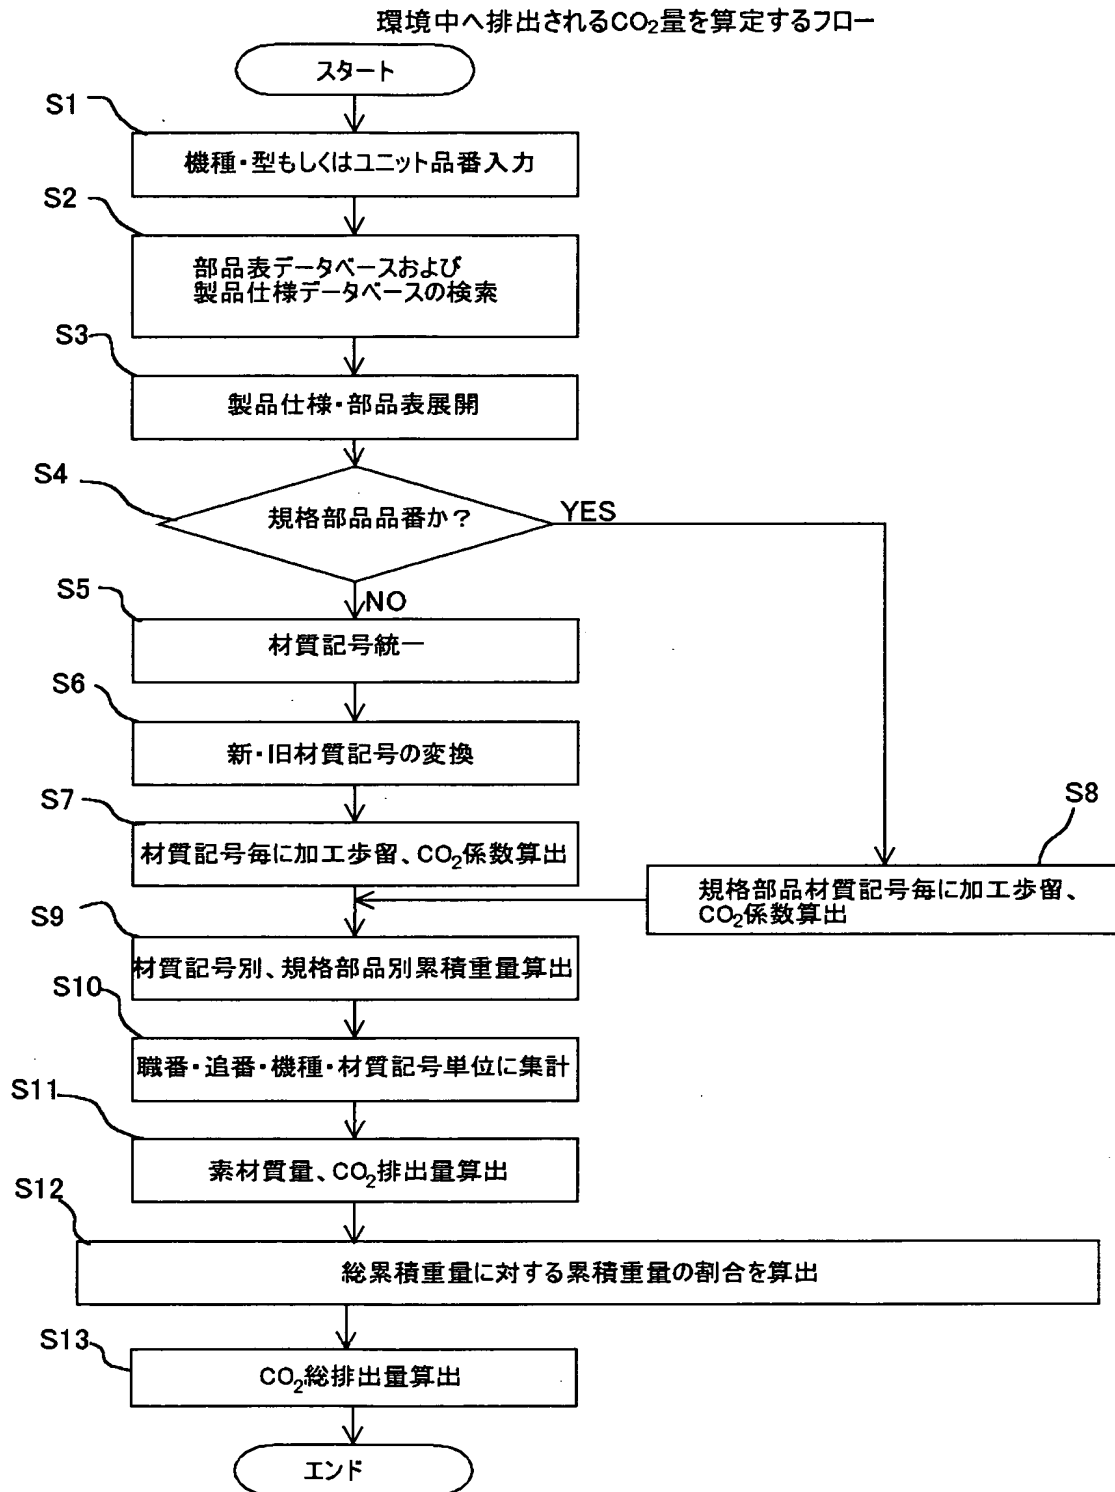 環境中へ排出されるCO₂量を算定するフロー
スタート
S1
機種・型もしくはユニット品番入力
S2
部品表データベースおよび
製品仕様データベースの検索
S3
製品仕様・部品表展開
S4
規格部品品番か？
YES
NO
S5
材質記号統一
S6
新・旧材質記号の変換
S7
材質記号毎に加工歩留、CO₂係数算出
S8
規格部品材質記号毎に加工歩留、
CO₂係数算出
S9
材質記号別、規格部品別累積重量算出
S10
職番・追番・機種・材質記号単位に集計
S11
素材質量、CO₂排出量算出
S12
総累積重量に対する累積重量の割合を算出
S13
CO₂総排出量算出
エンド